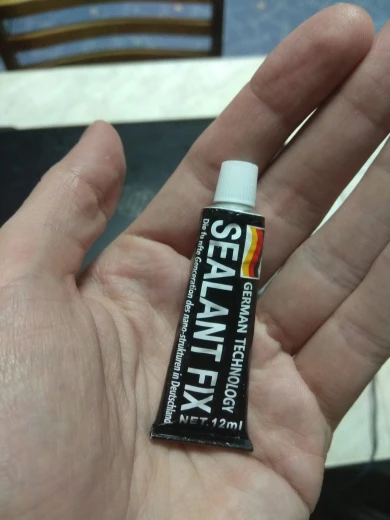 GERMAN TECHNOLOGY
SEALANT FIX
Die fünfte Generation des nano-strukturen in Deutschland
NET.12ml